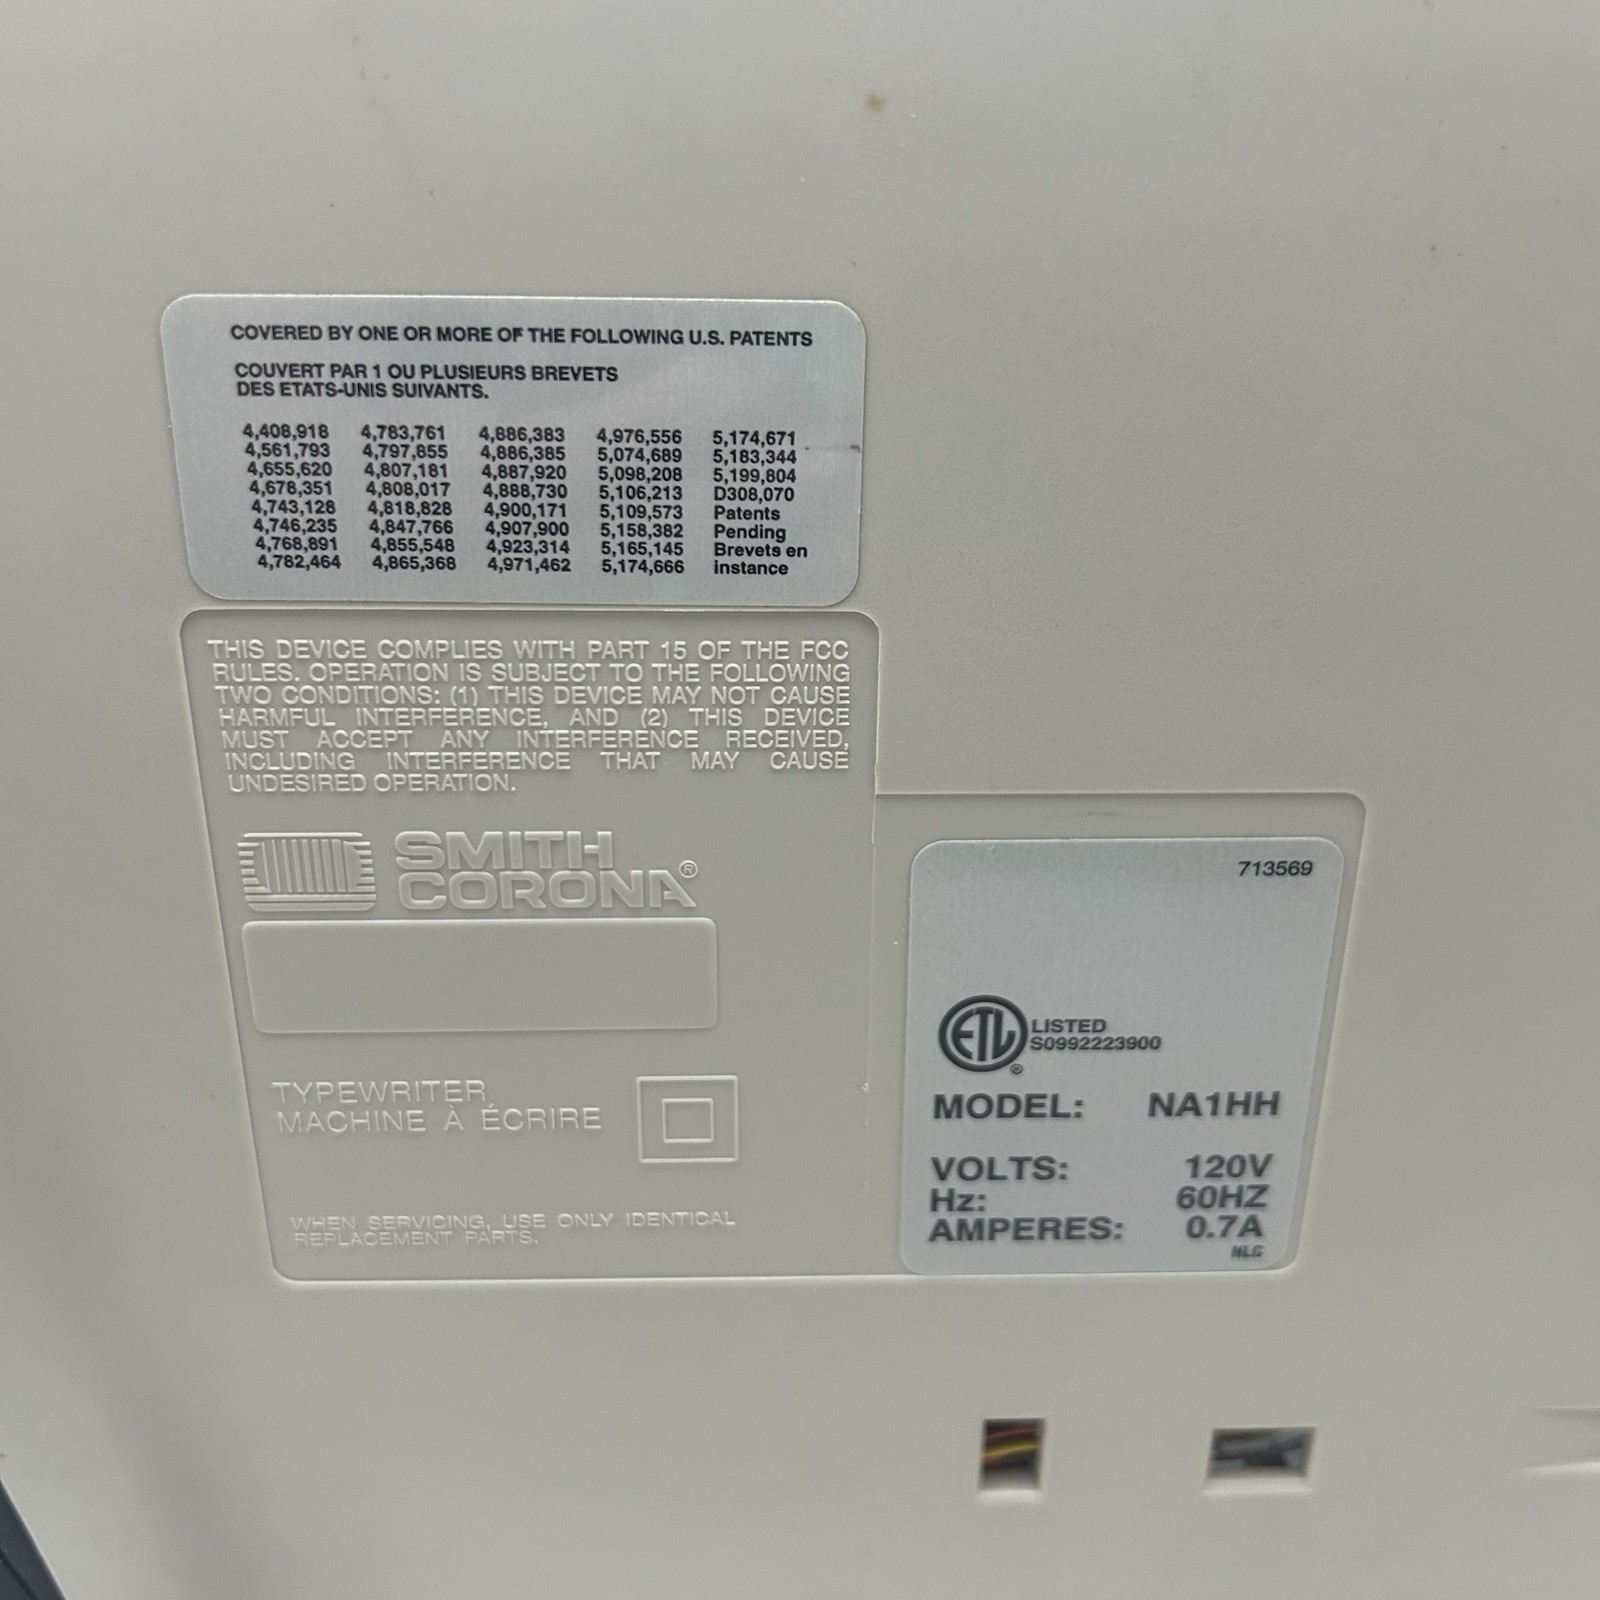 COVERED BY ONE OR MORE OF THE FOLLOWING U.S. PATENTS
COUVERT PAR 1 OU PLUSIEURS BREVETS
DES ETATS-UNIS SUIVANTS.
4,408,918 4,783,761 4,886,383 4,976,556 5,174,671
4,561,793 4,797,855 4,886,385 5,074,689 5,183,344
4,655,620 4,807,181 4,887,920 5,098,208 5,199,804
4,678,351 4,808,017 4,888,730 5,106,213 D308,070
4,743,128 4,818,828 4,900,171 5,109,573 Patents
4,746,235 4,847,766 4,907,900 5,158,382 Pending
4,768,891 4,855,548 4,923,314 5,165,145 Brevets en
4,782,464 4,865,368 4,971,462 5,174,666 instance
THIS DEVICE COMPLIES WITH PART 15 OF THE FCC
RULES. OPERATION IS SUBJECT TO THE FOLLOWING
TWO CONDITIONS: (1) THIS DEVICE MAY NOT CAUSE
HARMFUL INTERFERENCE, AND (2) THIS DEVICE
MUST ACCEPT ANY INTERFERENCE RECEIVED,
INCLUDING INTERFERENCE THAT MAY CAUSE
UNDESIRED OPERATION.
SMITH
CORONA®
TYPEWRITER
MACHINE À ÉCRIRE
WHEN SERVICING, USE ONLY IDENTICAL
REPLACEMENT PARTS.
713569
ETL® LISTED
S0992223900
MODEL: NA1HH
VOLTS: 120V
Hz: 60HZ
AMPERES: 0.7A
NLG